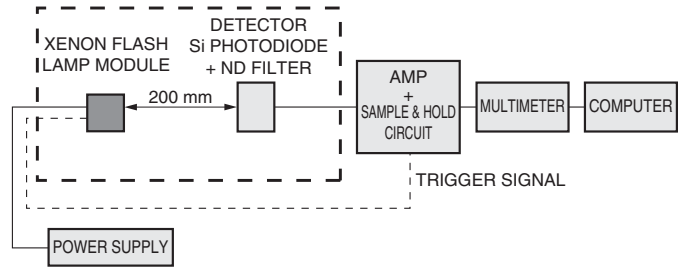 XENON FLASH
LAMP MODULE
DETECTOR
Si PHOTODIODE
+ ND FILTER
200 mm
AMP
+
SAMPLE & HOLD
CIRCUIT
MULTIMETER
COMPUTER
TRIGGER SIGNAL
POWER SUPPLY